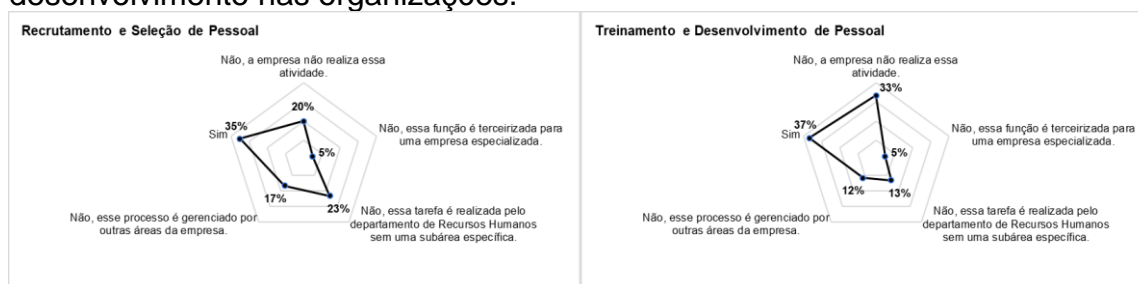 desenvolvimento nas organizações.
Recrutamento e Seleção de Pessoal
Não, a empresa não realiza essa
atividade.
20%
35%
Sim
Não, essa função é terceirizada para
uma empresa especializada.
5%
17%
23%
Não, esse processo é gerenciado por
outras áreas da empresa.
Não, essa tarefa é realizada pelo
departamento de Recursos Humanos
sem uma subárea específica.
Treinamento e Desenvolvimento de Pessoal
Não, a empresa não realiza essa
atividade.
33%
37%
Sim
Não, essa função é terceirizada para
uma empresa especializada.
5%
12%
13%
Não, esse processo é gerenciado por
outras áreas da empresa.
Não, essa tarefa é realizada pelo
departamento de Recursos Humanos
sem uma subárea específica.